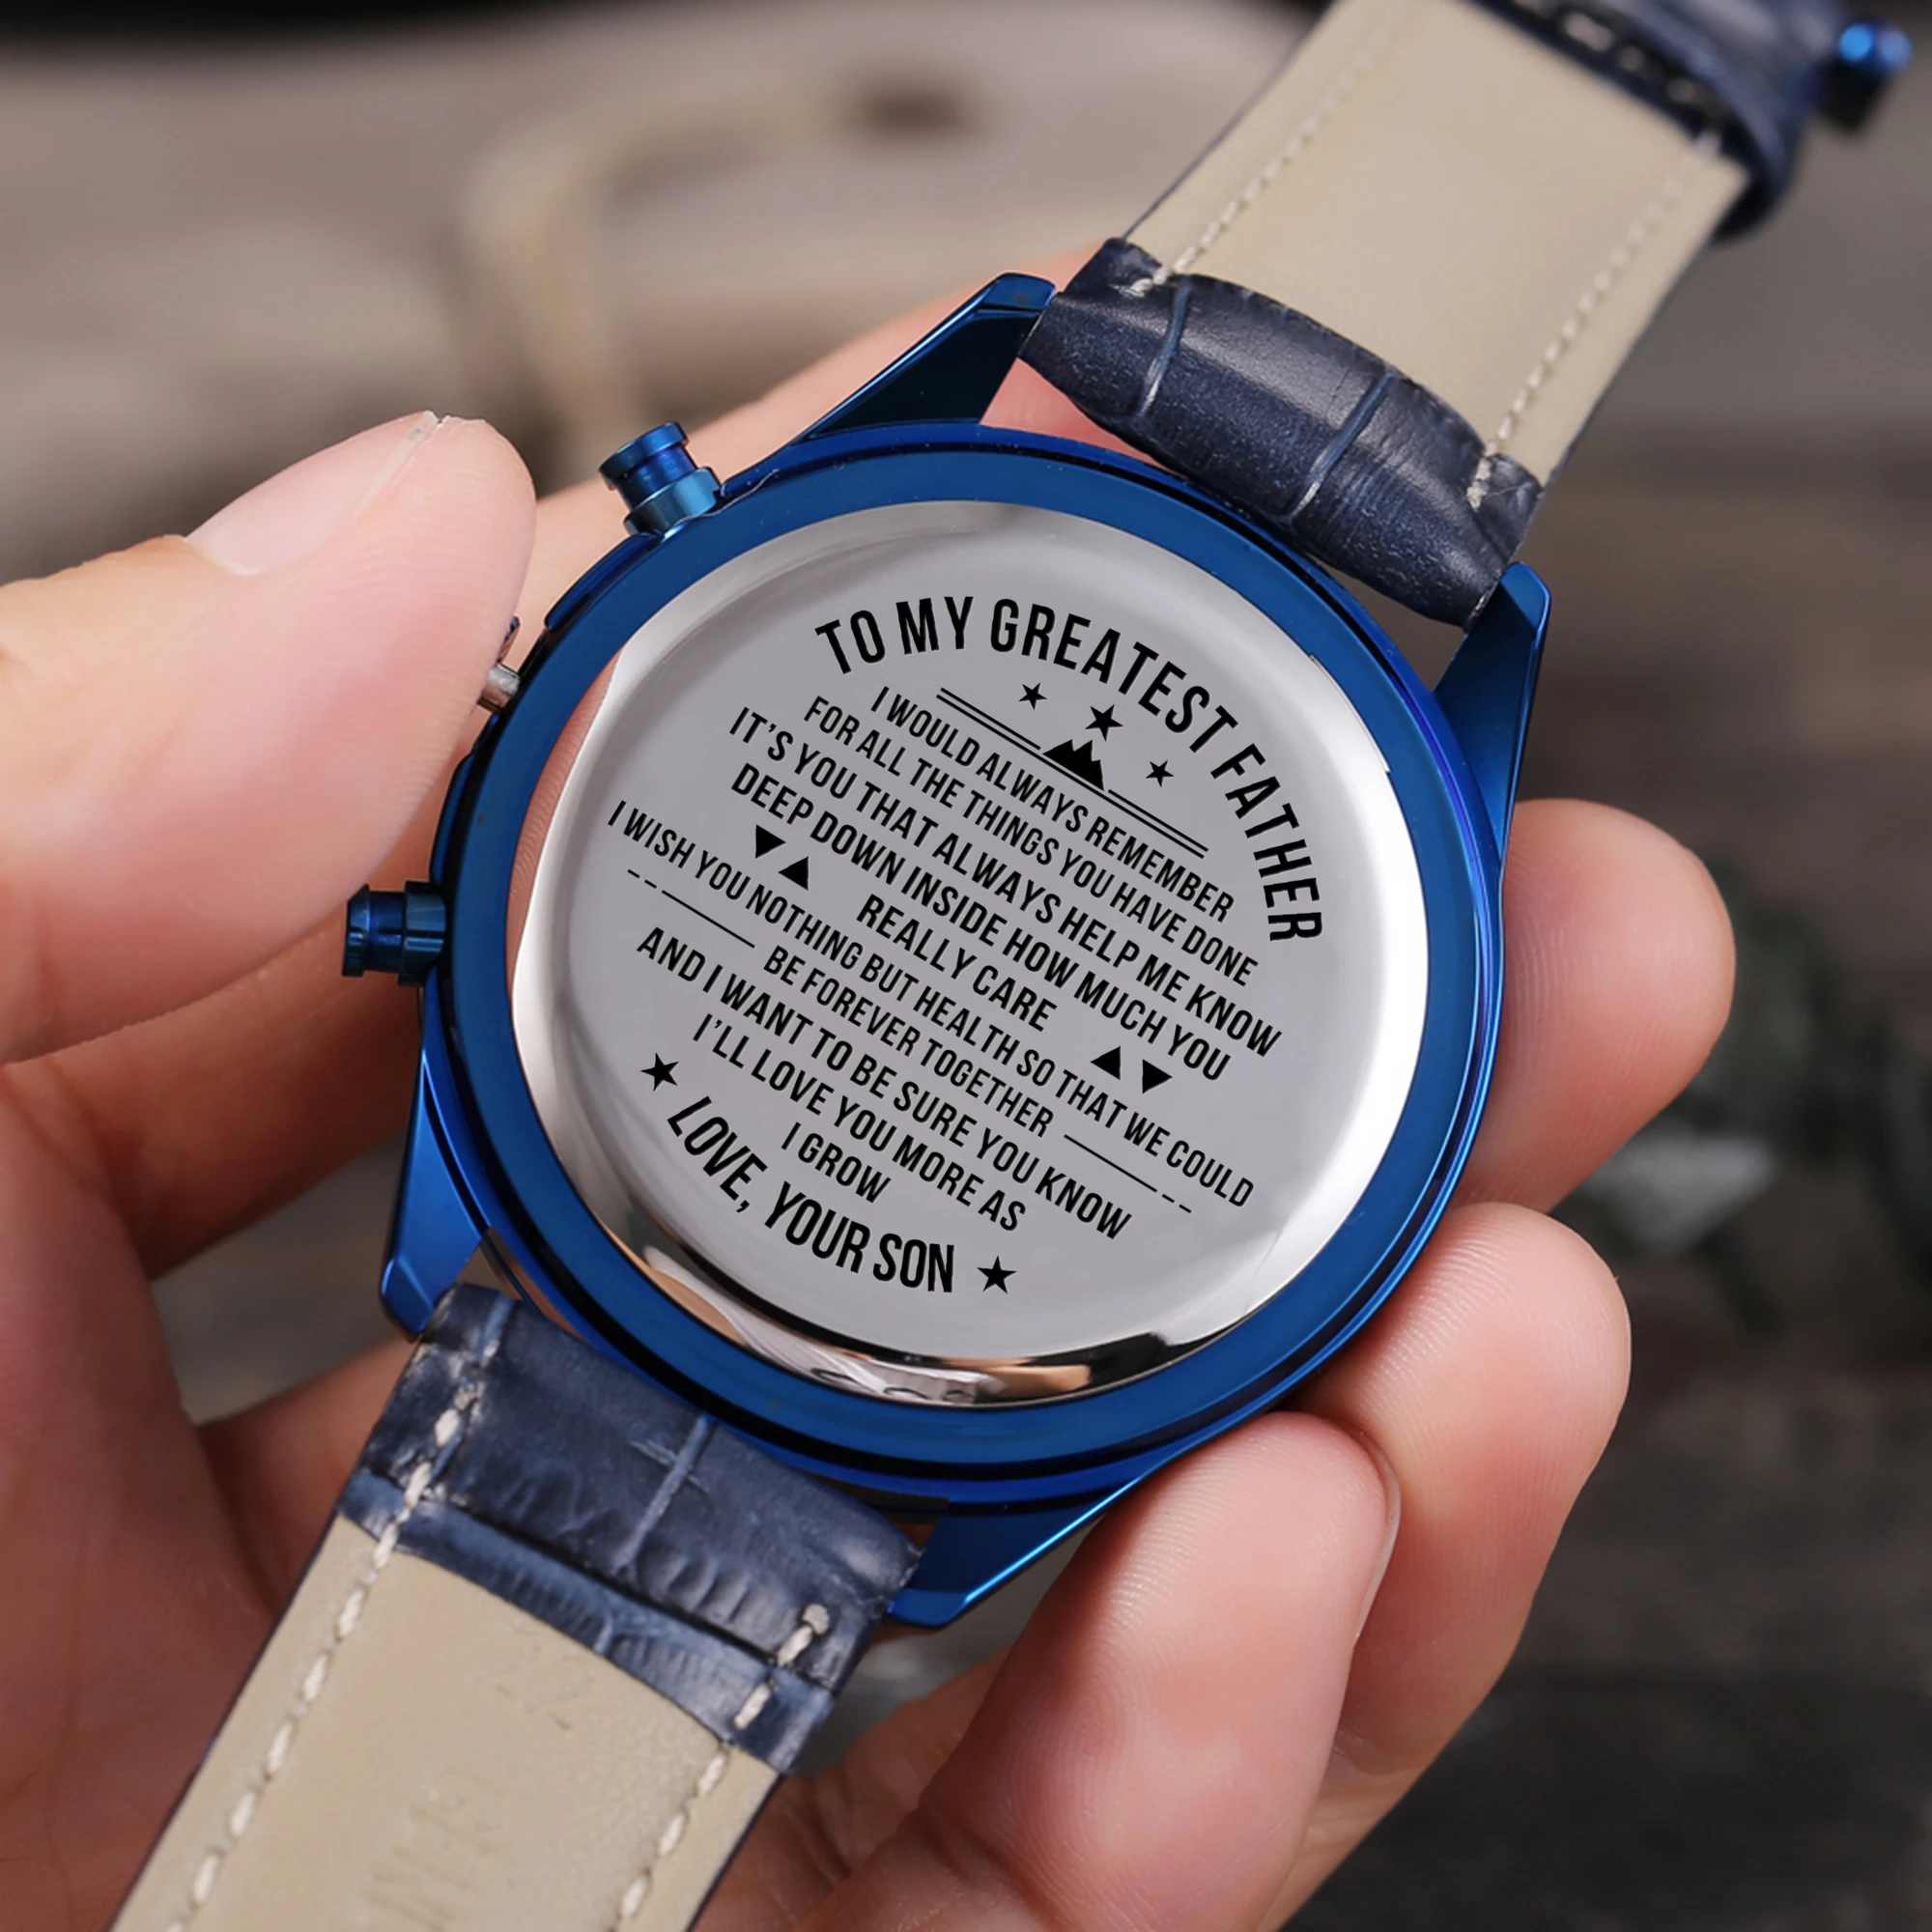 TO MY GREATEST FATHER
I WOULD ALWAYS REMEMBER
FOR ALL THE THINGS YOU HAVE DONE
IT'S YOU THAT ALWAYS HELP ME KNOW
DEEP DOWN INSIDE HOW MUCH YOU
REALLY CARE
I WISH YOU NOTHING BUT HEALTH SO THAT WE COULD
BE FOREVER TOGETHER
AND I WANT TO BE SURE YOU KNOW
I'LL LOVE YOU MORE AS
I GROW
LOVE, YOUR SON